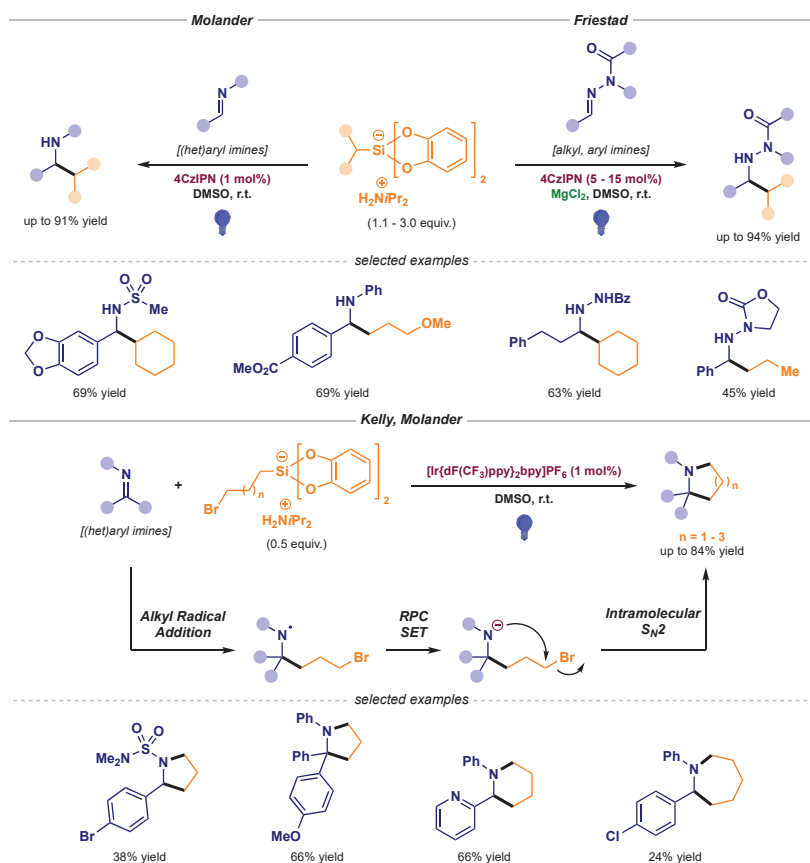 Molander
Friestad
N
O
N
N
HN
[(het)aryl imines]
4CzIPN (1 mol%)
DMSO, r.t.
up to 91% yield
Si
O
O
2
H2NiPr2
(1.1 - 3.0 equiv.)
[alkyl, aryl imines]
4CzIPN (5 - 15 mol%)
MgCl2, DMSO, r.t.
O
N
HN
up to 94% yield
selected examples
O O
S
HN Me
O
O
69% yield
HN Ph
OMe
MeO2C
69% yield
HN NHBz
Ph
63% yield
O O
N
HN
Ph Me
45% yield
Kelly, Molander
N
[(het)aryl imines]
+
Br
n
Si
O
O
2
H2NiPr2
(0.5 equiv.)
[Ir{dF(CF3)ppy}2bpy]PF6 (1 mol%)
DMSO, r.t.
N
n
n = 1 - 3
up to 84% yield
Alkyl Radical
Addition
N
Br
RPC
SET
N
Br
Intramolecular
SN2
selected examples
O O
S
NMe2 N
Br
38% yield
Ph
N
Ph
MeO
66% yield
Ph
N
N
66% yield
Ph
N
Cl
24% yield